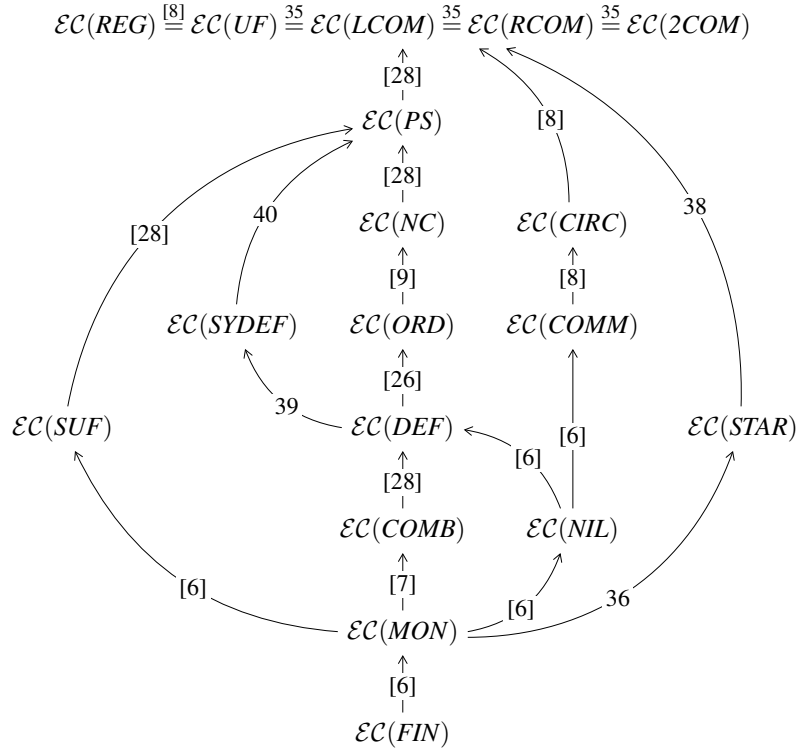 EC(REG) [8]= EC(UF) 35= EC(LCOM) 35= EC(RCOM) 35= EC(2COM)
[28]
[8]
EC(PS)
[28]
40
38
[28]
EC(NC)
EC(CIRC)
[9]
[8]
EC(SYDEF)
EC(ORD)
EC(COMM)
[26]
39
EC(SUF)
EC(DEF)
[6]
EC(STAR)
[6]
[28]
EC(COMB)
EC(NIL)
[6]
[7]
[6]
36
EC(MON)
[6]
EC(FIN)